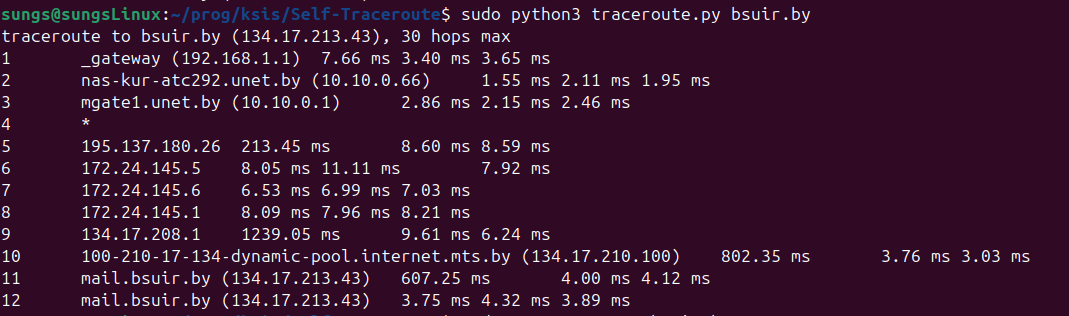 sungs@sungsLinux:~/prog/ksis/Self-Traceroute$ sudo python3 traceroute.py bsuir.by
traceroute to bsuir.by (134.17.213.43), 30 hops max
1 _gateway (192.168.1.1) 7.66 ms 3.40 ms 3.65 ms
2 nas-kur-atc292.unet.by (10.10.0.66) 1.55 ms 2.11 ms 1.95 ms
3 mgate1.unet.by (10.10.0.1) 2.86 ms 2.15 ms 2.46 ms
4 *
5 195.137.180.26 213.45 ms 8.60 ms 8.59 ms
6 172.24.145.5 8.05 ms 11.11 ms 7.92 ms
7 172.24.145.6 6.53 ms 6.99 ms 7.03 ms
8 172.24.145.1 8.09 ms 7.96 ms 8.21 ms
9 134.17.208.1 1239.05 ms 9.61 ms 6.24 ms
10 100-210-17-134-dynamic-pool.internet.mts.by (134.17.210.100) 802.35 ms 3.76 ms 3.03 ms
11 mail.bsuir.by (134.17.213.43) 607.25 ms 4.00 ms 4.12 ms
12 mail.bsuir.by (134.17.213.43) 3.75 ms 4.32 ms 3.89 ms